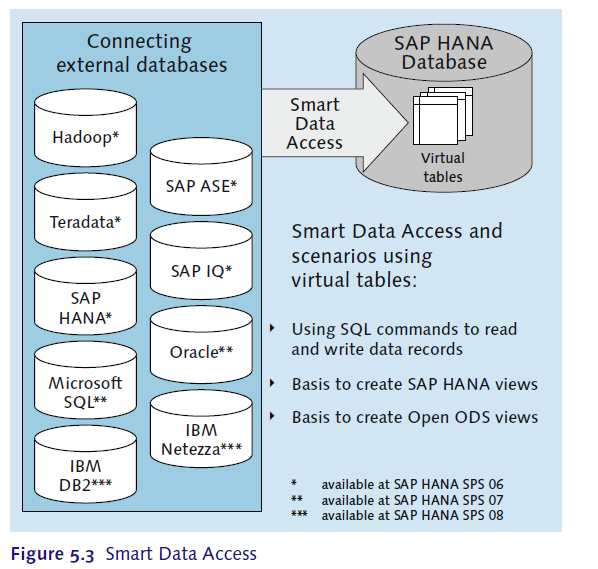 Connecting
external databases
Hadoop*
SAP ASE*
Teradata*
SAP IQ*
SAP
HANA*
Oracle**
Microsoft
SQL**
IBM
Netezza***
IBM
DB2***
Smart
Data
Access
SAP HANA
Database
Virtual
tables
Smart Data Access and
scenarios using
virtual tables:
‣ Using SQL commands to read
and write data records
‣ Basis to create SAP HANA views
‣ Basis to create Open ODS views
* available at SAP HANA SPS 06
** available at SAP HANA SPS 07
*** available at SAP HANA SPS 08
Figure 5.3 Smart Data Access